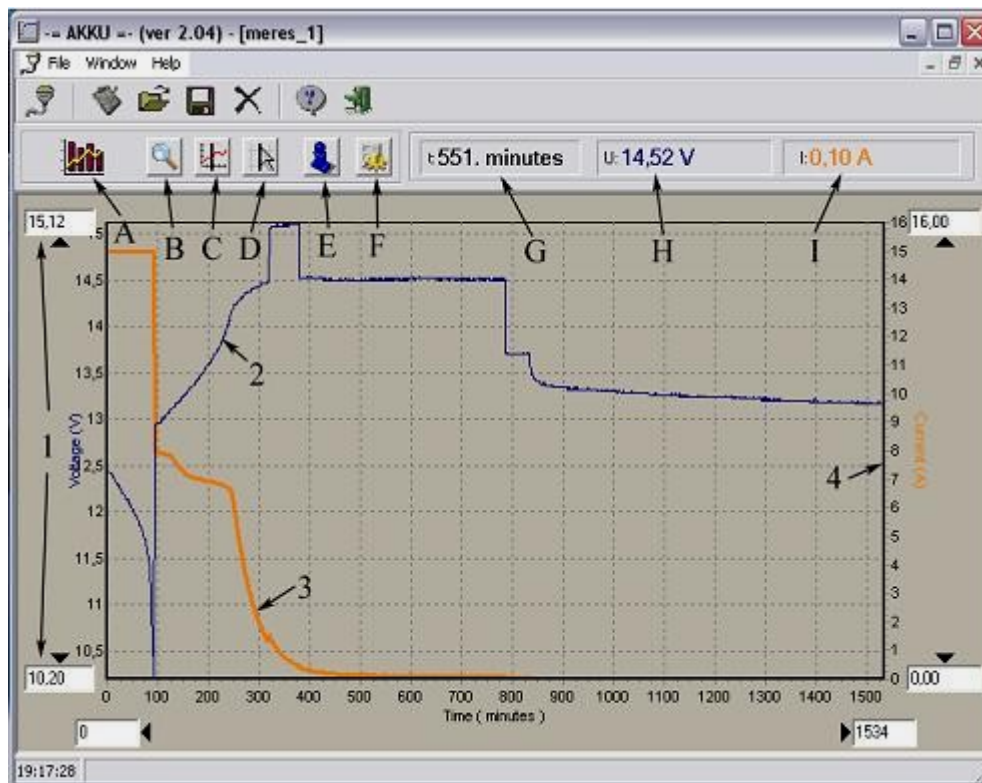 -= AKKU =- (ver 2.04) - [meres_1]
File Window Help
t:551. minutes U:14,52 V I:0,10 A
15,12 A B C D E F G H I 16,00
15 14,5 14 13,5 13 12,5 12 11,5 11 10,5
16 15 14 13 12 11 10 9 8 7 6 5 4 3 2 1 0
1 2 3 4
Voltage (V)
Current (A)
10,20 0,00
0 100 200 300 400 500 600 700 800 900 1000 1100 1200 1300 1400 1500
Time ( minutes )
0 1534
19:17:28